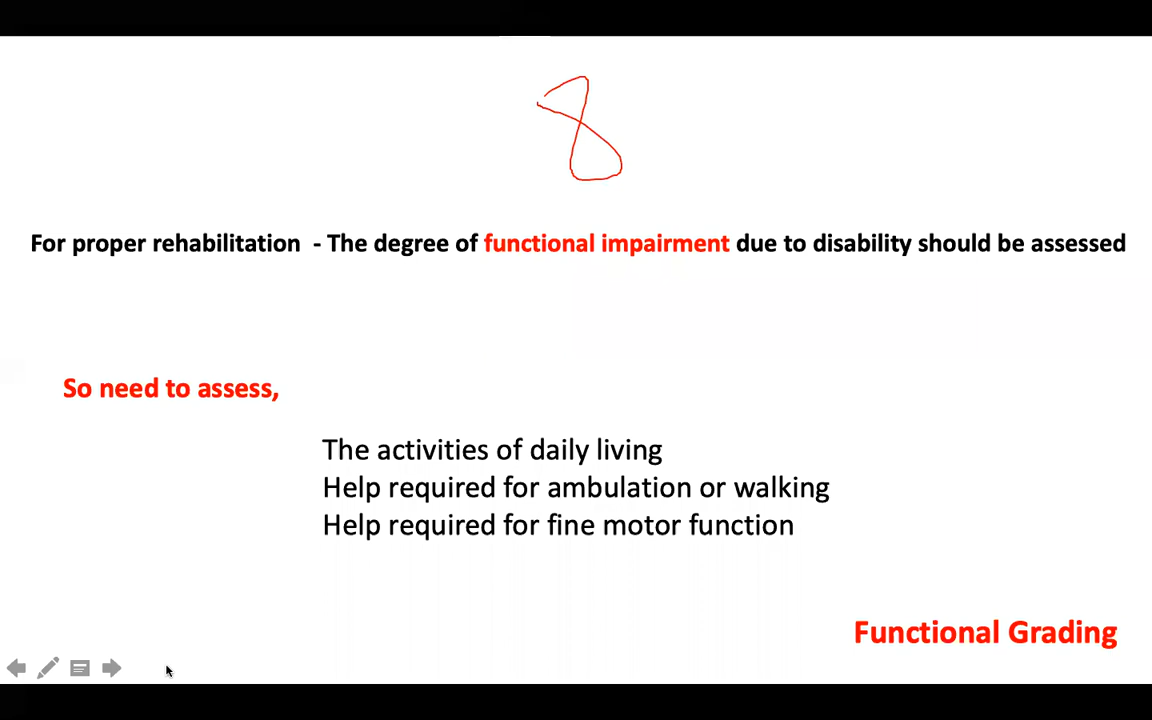 8
For proper rehabilitation - The degree of functional impairment due to disability should be assessed
So need to assess,
The activities of daily living
Help required for ambulation or walking
Help required for fine motor function
Functional Grading